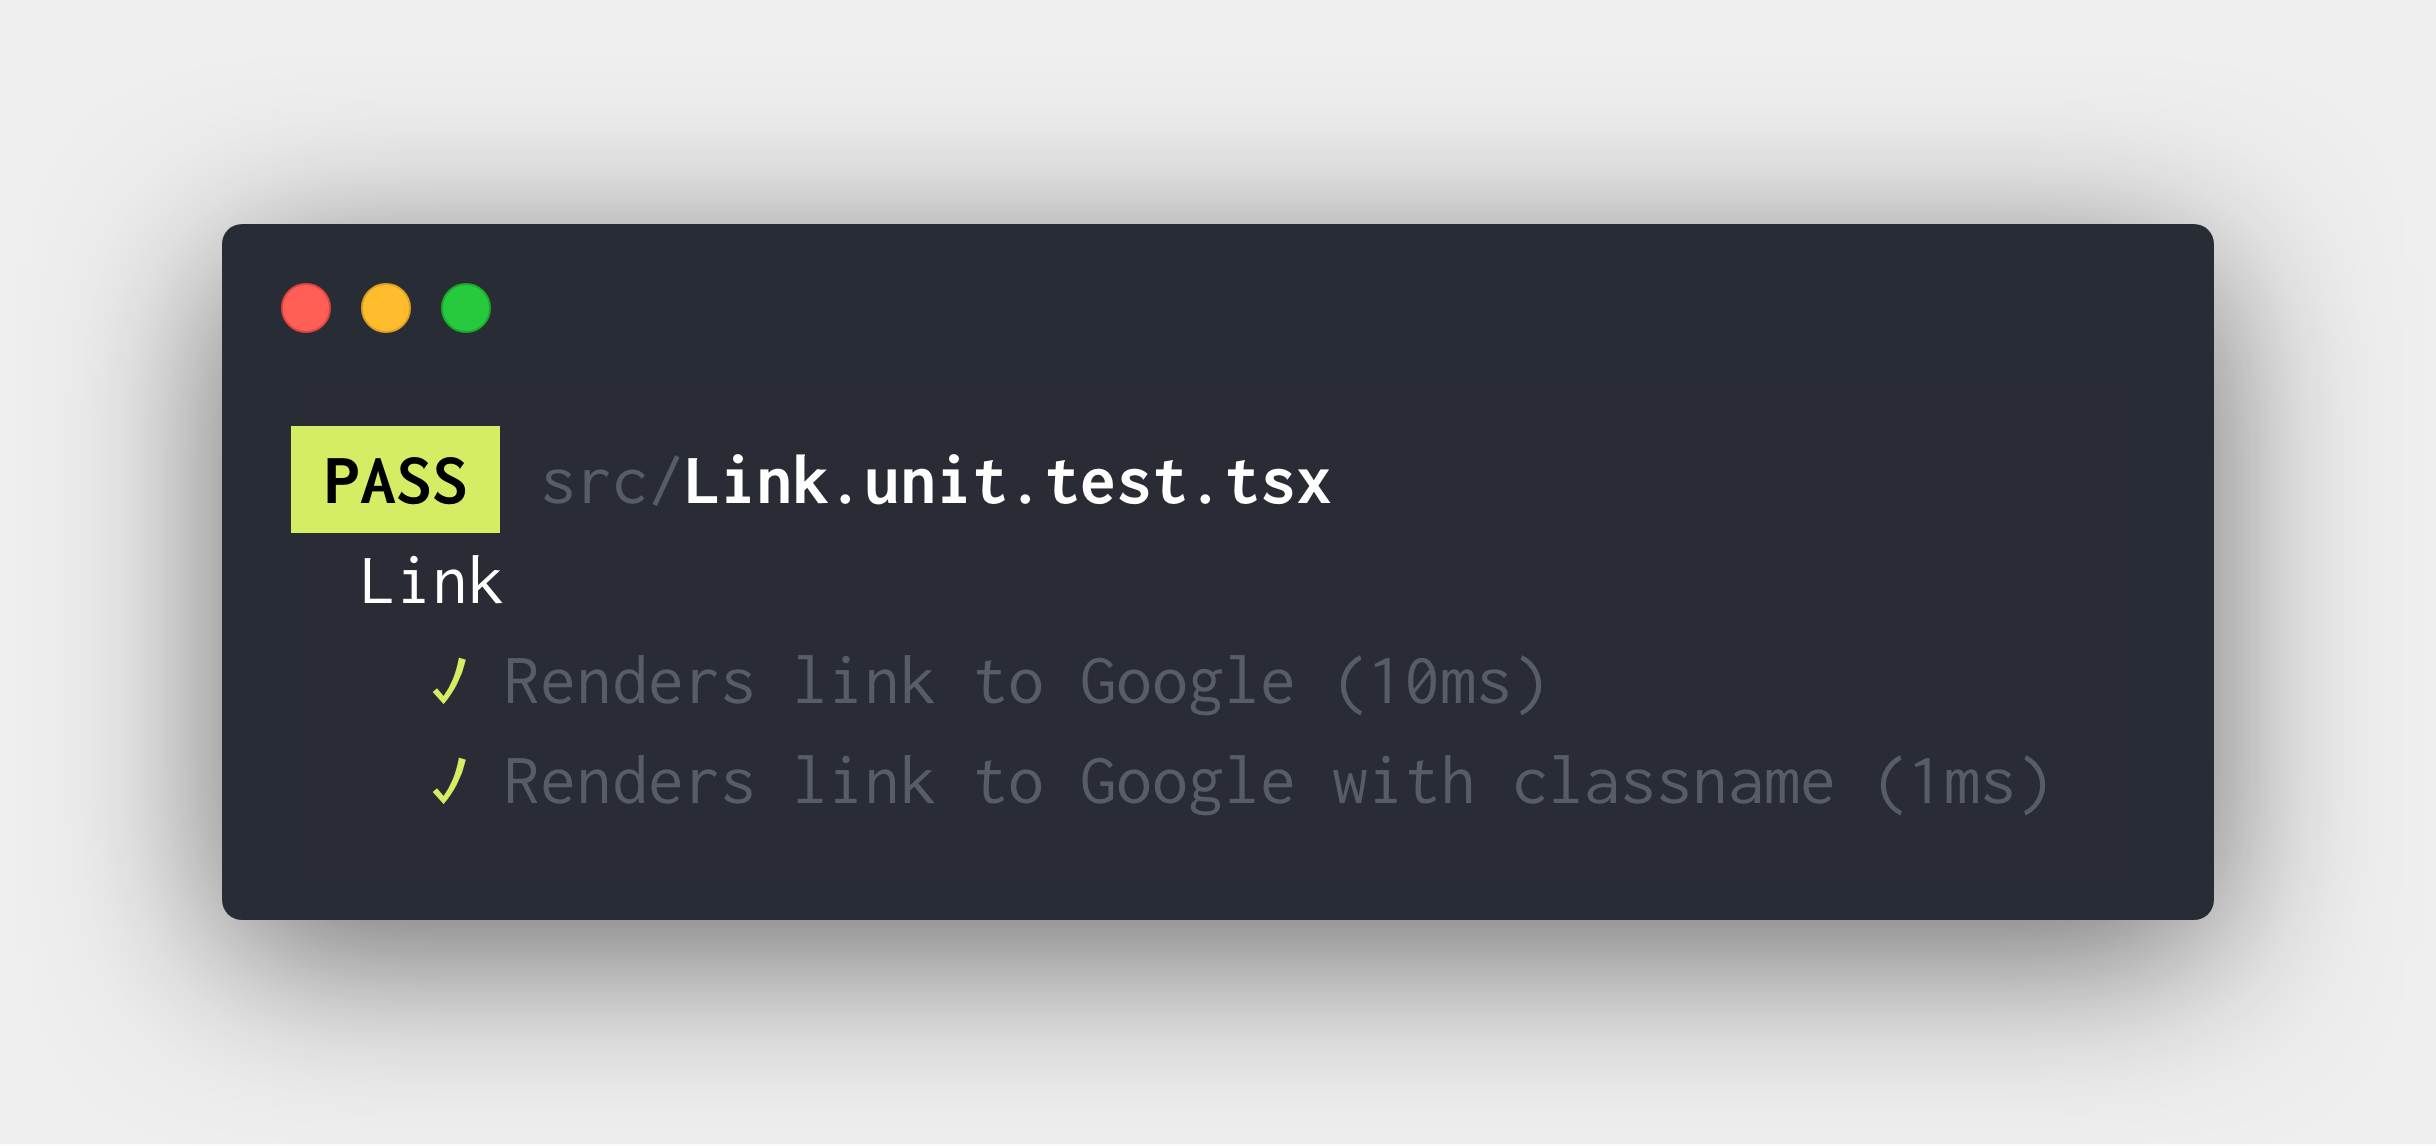 PASS src/Link.unit.test.tsx
Link
✓ Renders link to Google (10ms)
✓ Renders link to Google with classname (1ms)